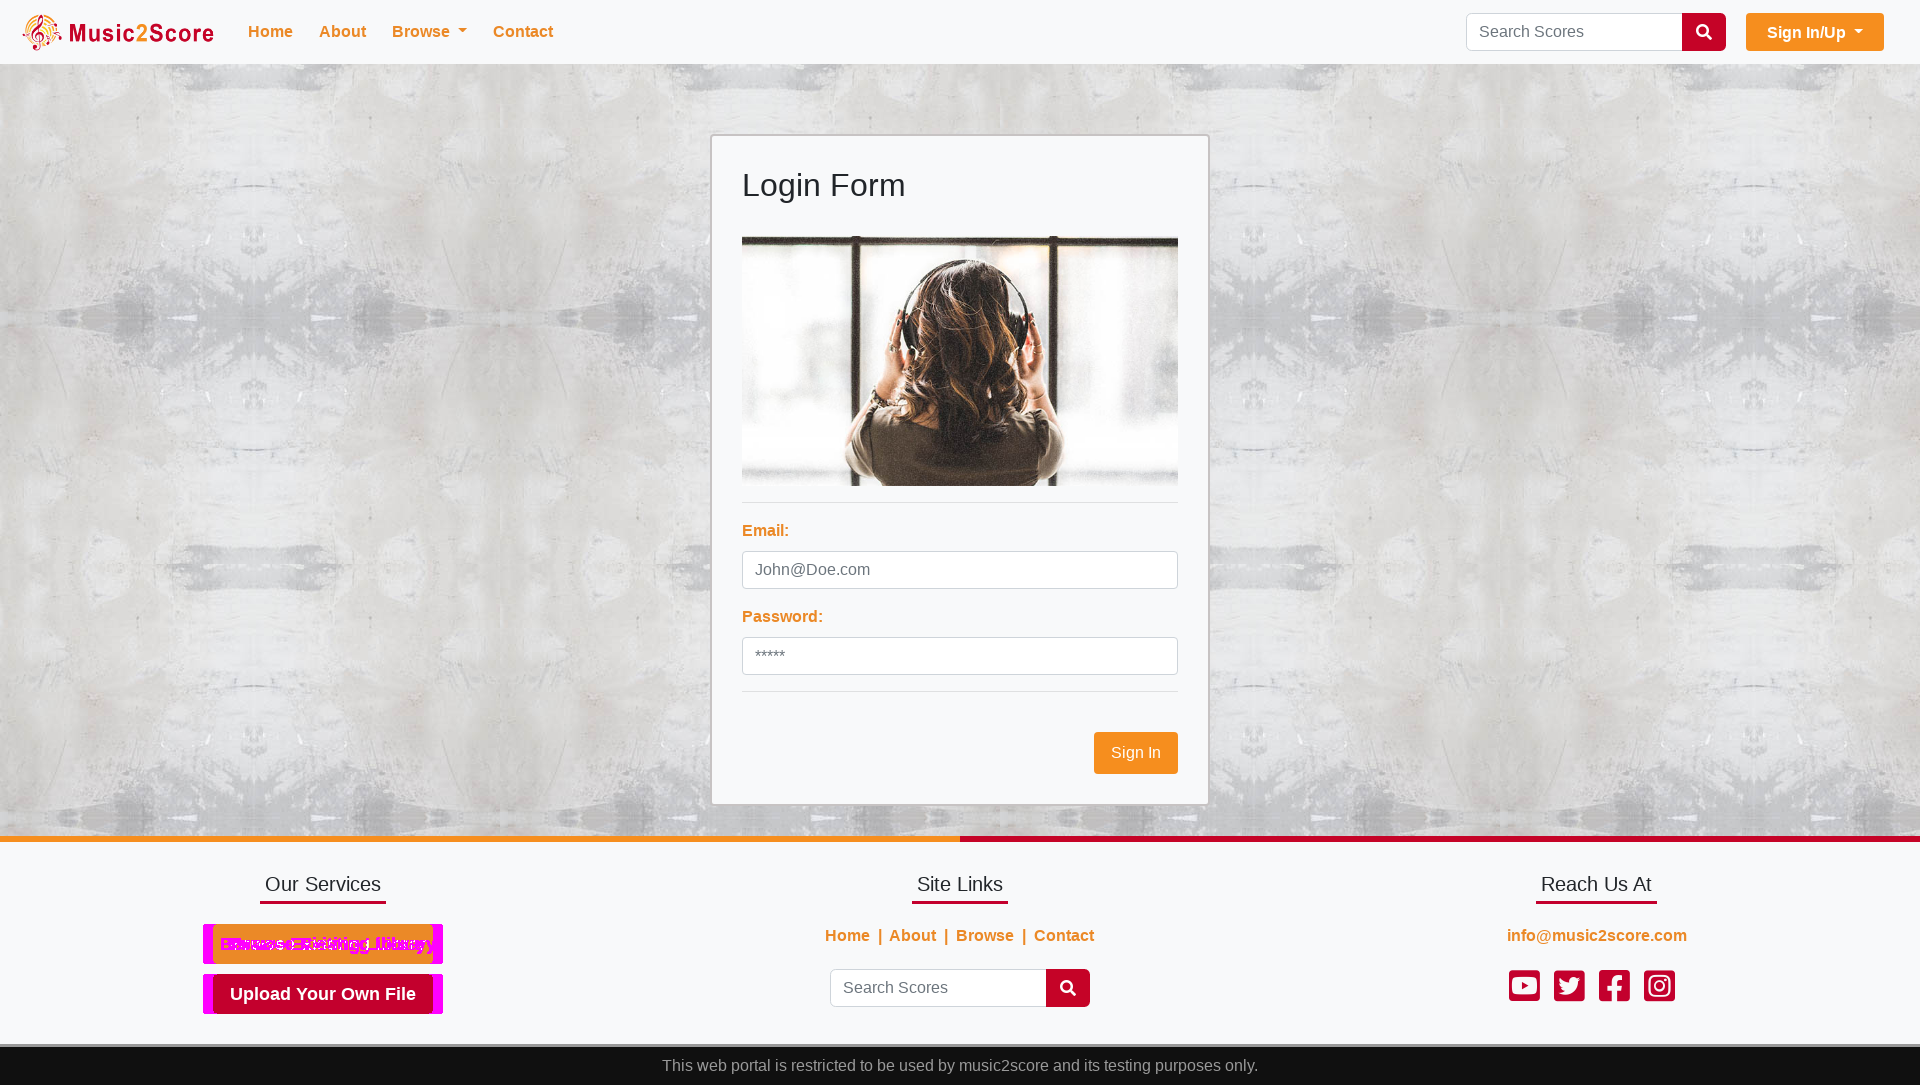 Music2Score
Home
About
Browse
Contact
Search Scores
Sign In/Up
Login Form
Email:
John@Doe.com
Password:
*****
Sign In
Our Services
Upload Your Own File
Site Links
Home | About | Browse | Contact
Search Scores
Reach Us At
info@music2score.com
This web portal is restricted to be used by music2score and its testing purposes only.